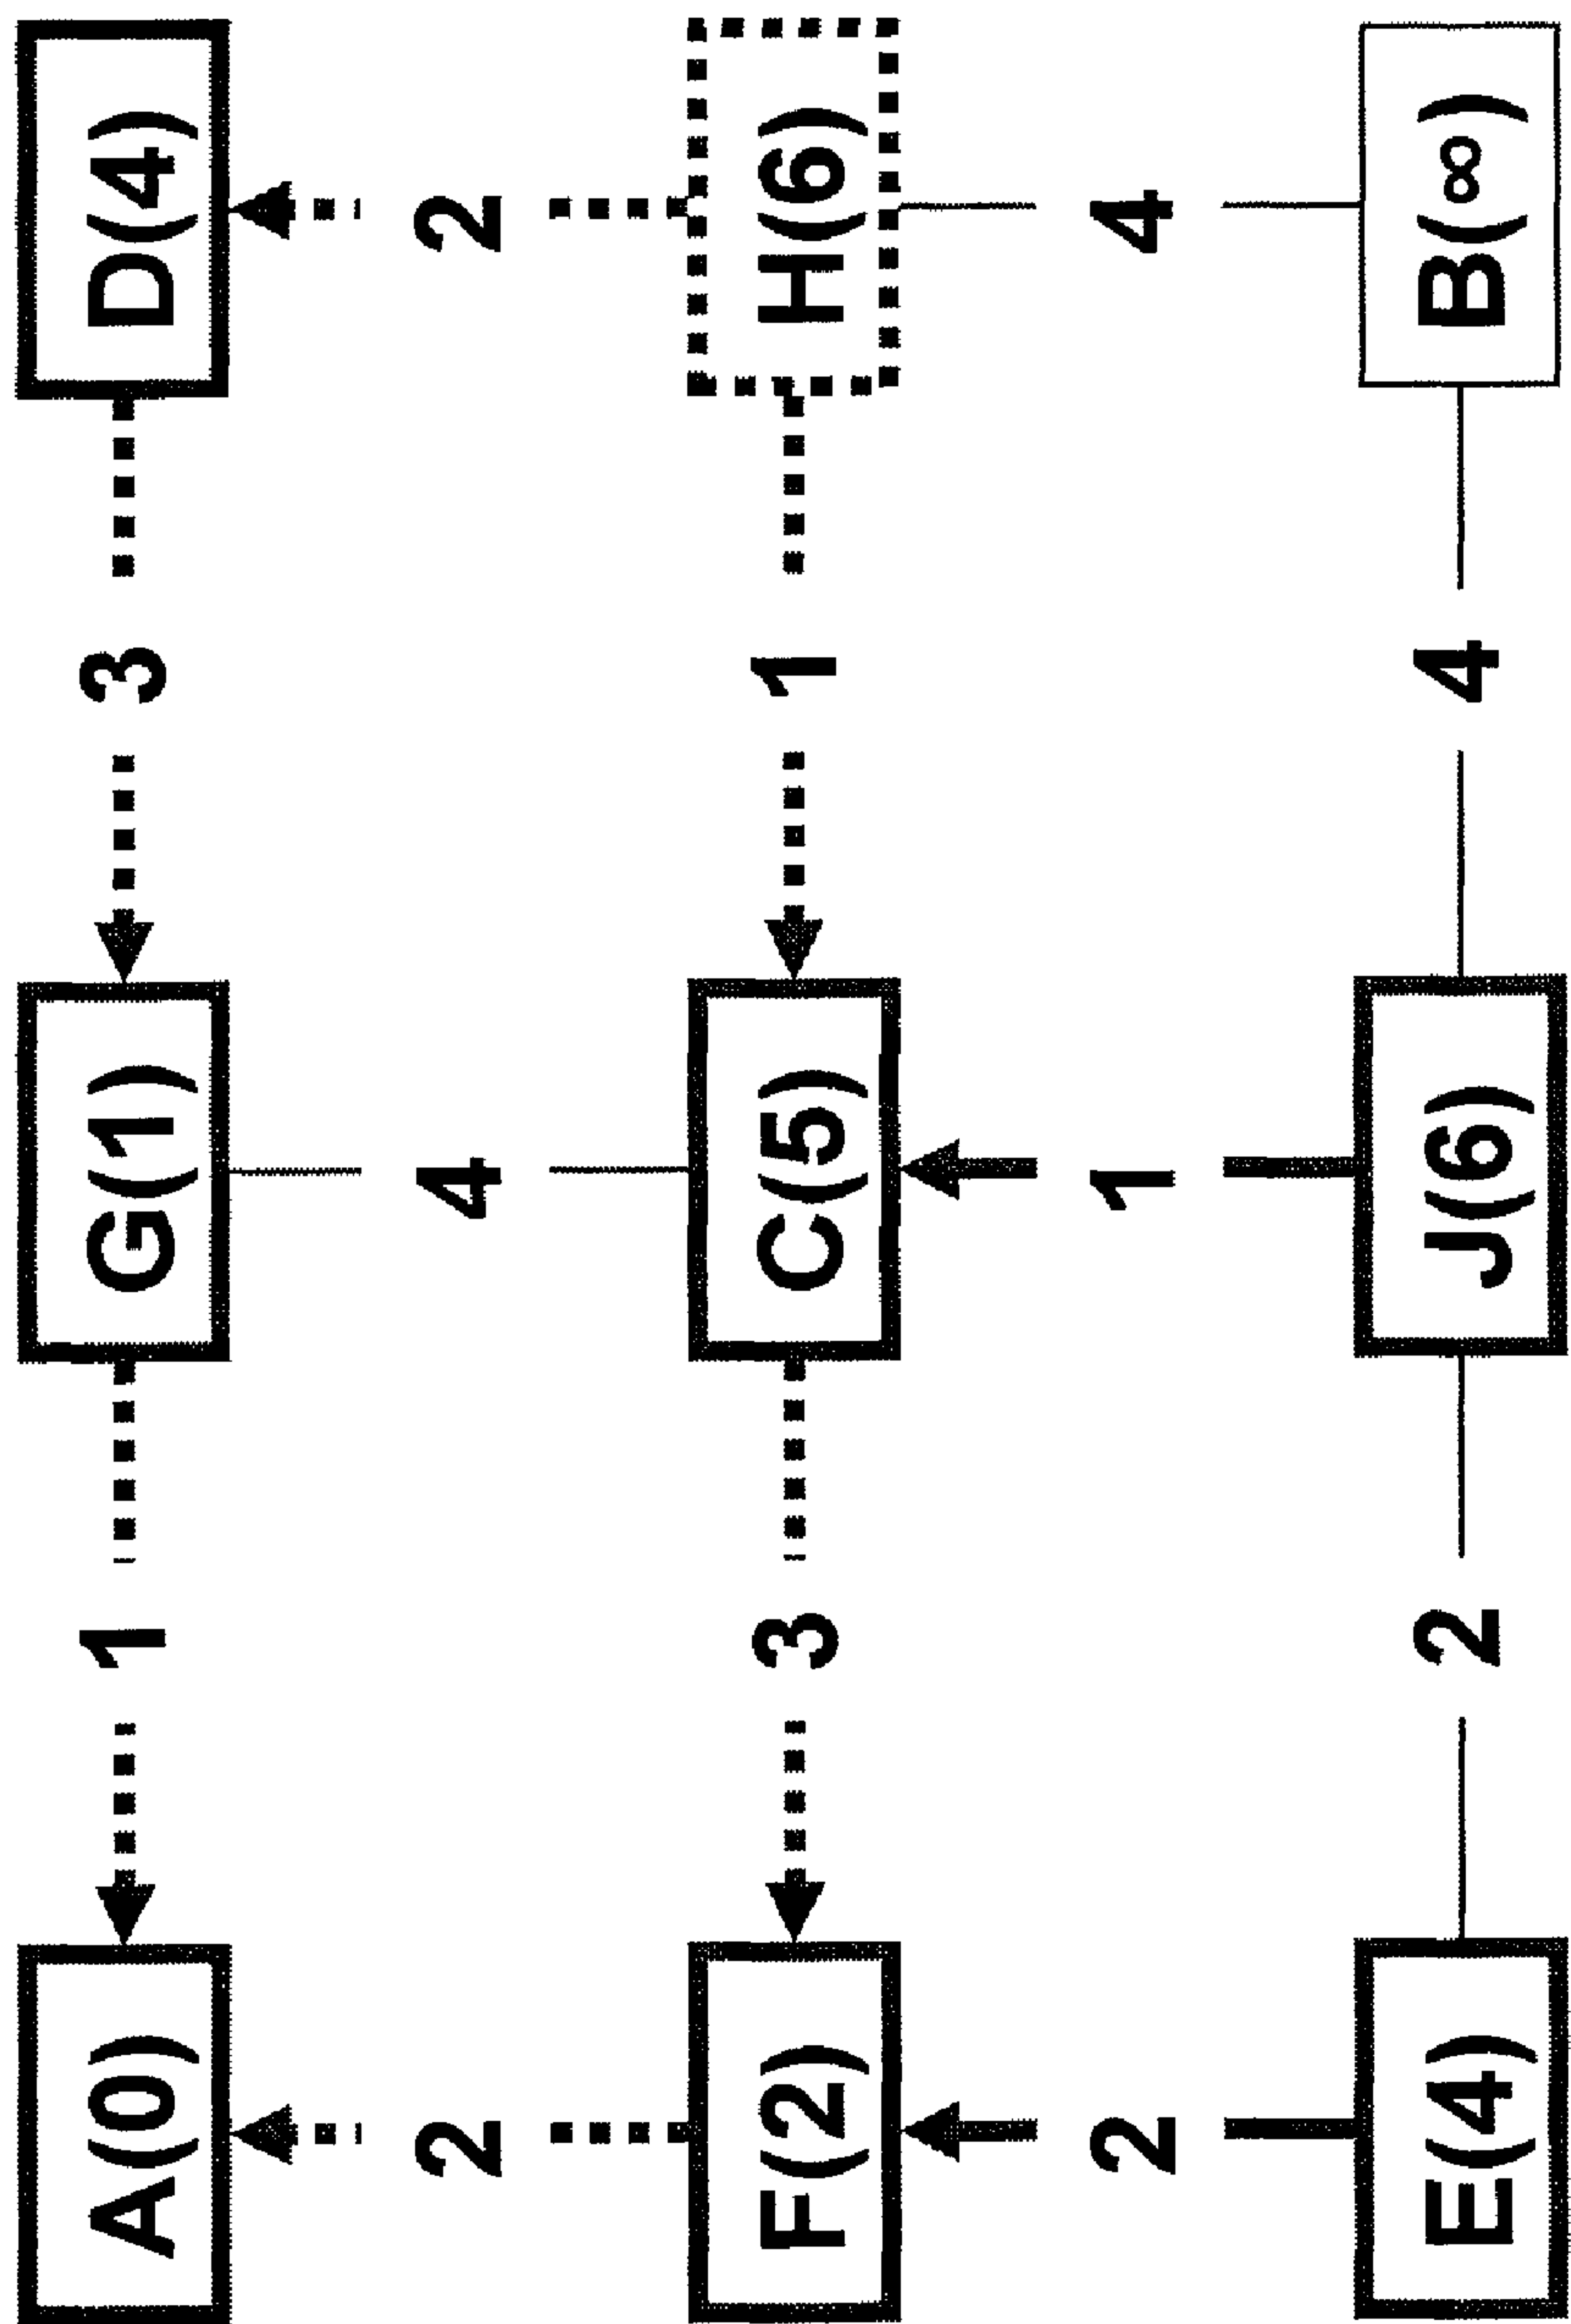 A(0) 1 G(1) 3 D(4)
2 4 2
F(2) 3 C(5) 1 H(6)
2 1 4
E(4) 2 J(6) 4 B(∞)